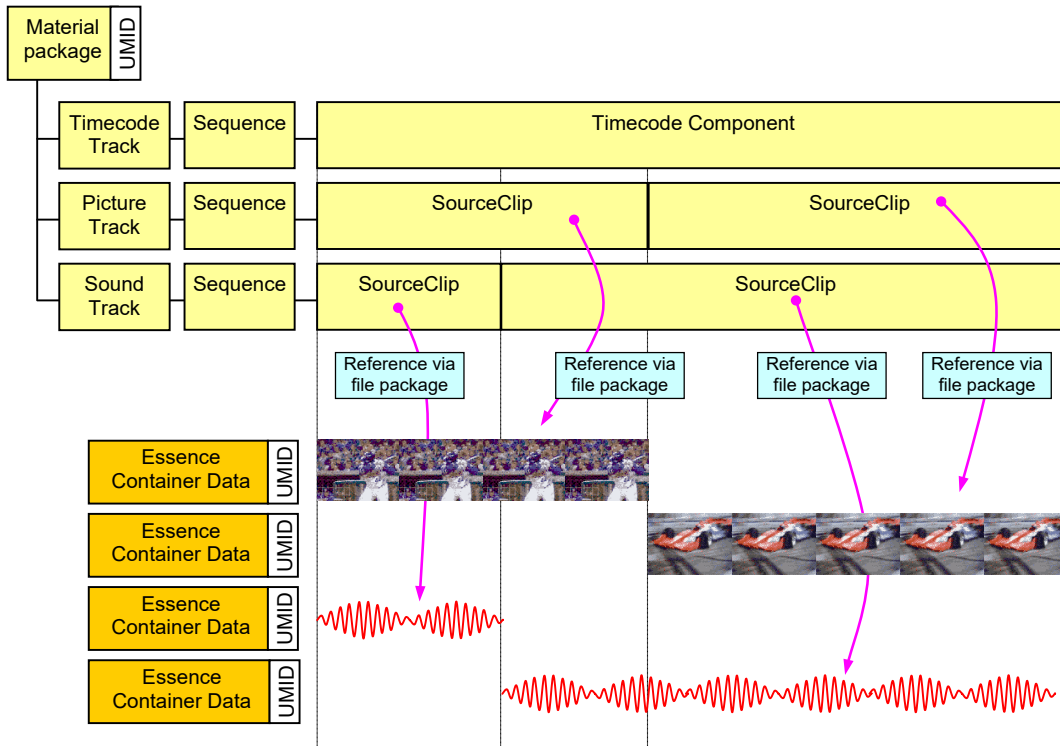 Material
package
UMID
Timecode
Track
Sequence
Timecode Component
Picture
Track
Sequence
SourceClip
SourceClip
Sound
Track
Sequence
SourceClip
SourceClip
Reference via
file package
Reference via
file package
Reference via
file package
Reference via
file package
Essence
Container Data
UMID
Essence
Container Data
UMID
Essence
Container Data
UMID
Essence
Container Data
UMID